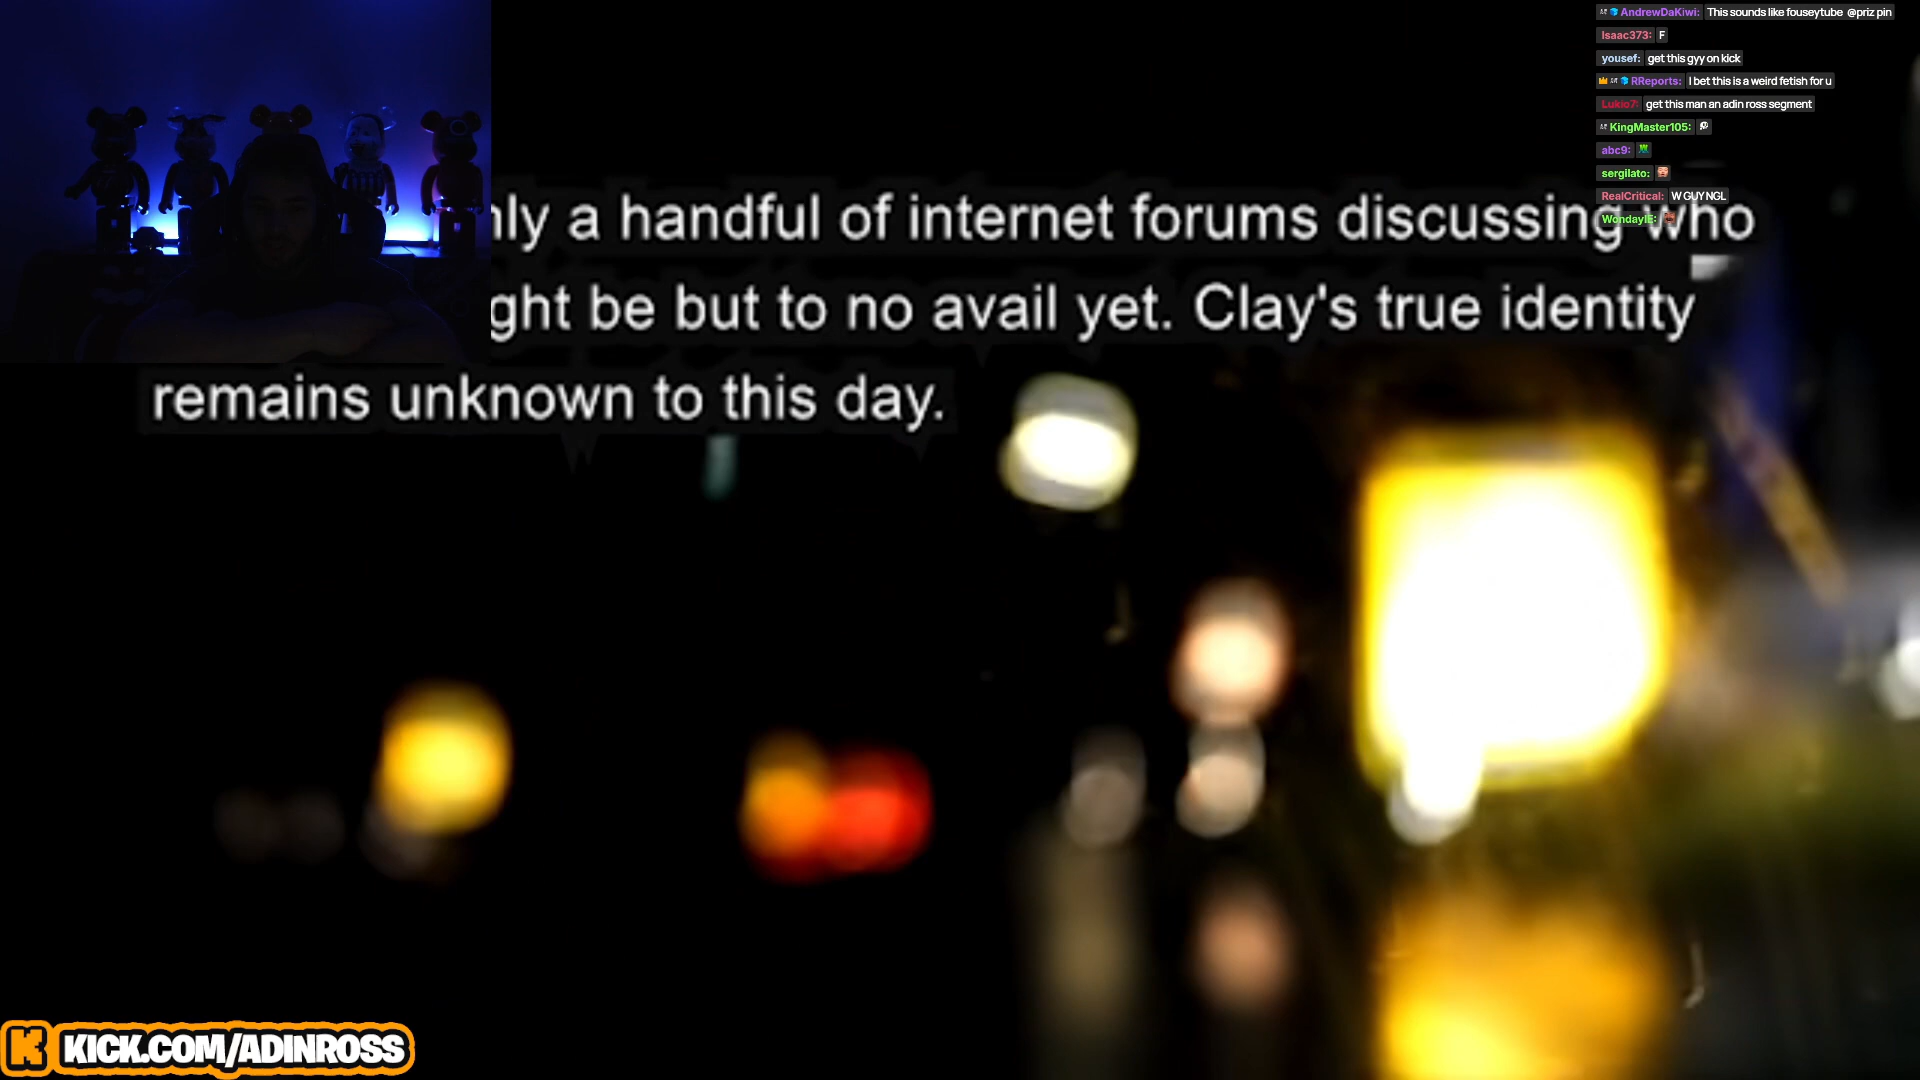 AndrewDaKiwi: This sounds like fouseytube @priz pin
Isaac373: F
yousef: get this gyy on kick
RReports: I bet this is a weird fetish for u
Lukio7: get this man an adin ross segment
KingMaster105:
abc9:
sergilato:
RealCritical: W GUY NGL
WondaylE:
nly a handful of internet forums discussing who
ght be but to no avail yet. Clay's true identity
remains unknown to this day.
K KICK.COM/ADINROSS